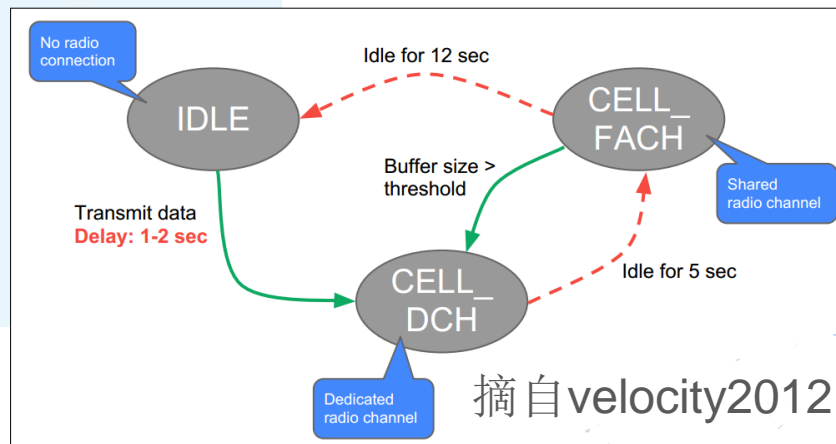 No radio
connection
Idle for 12 sec
IDLE
CELL_
FACH
Buffer size >
threshold
Shared
radio channel
Transmit data
Delay: 1-2 sec
CELL_
DCH
Idle for 5 sec
Dedicated
radio channel
摘自velocity2012